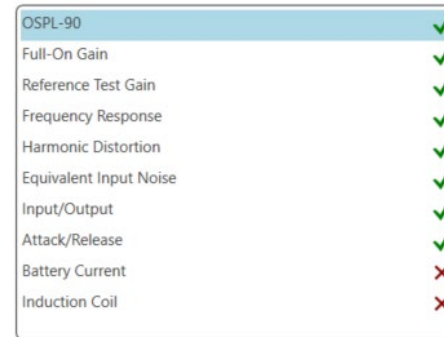 OSPL-90
Full-On Gain
Reference Test Gain
Frequency Response
Harmonic Distortion
Equivalent Input Noise
Input/Output
Attack/Release
Battery Current
Induction Coil